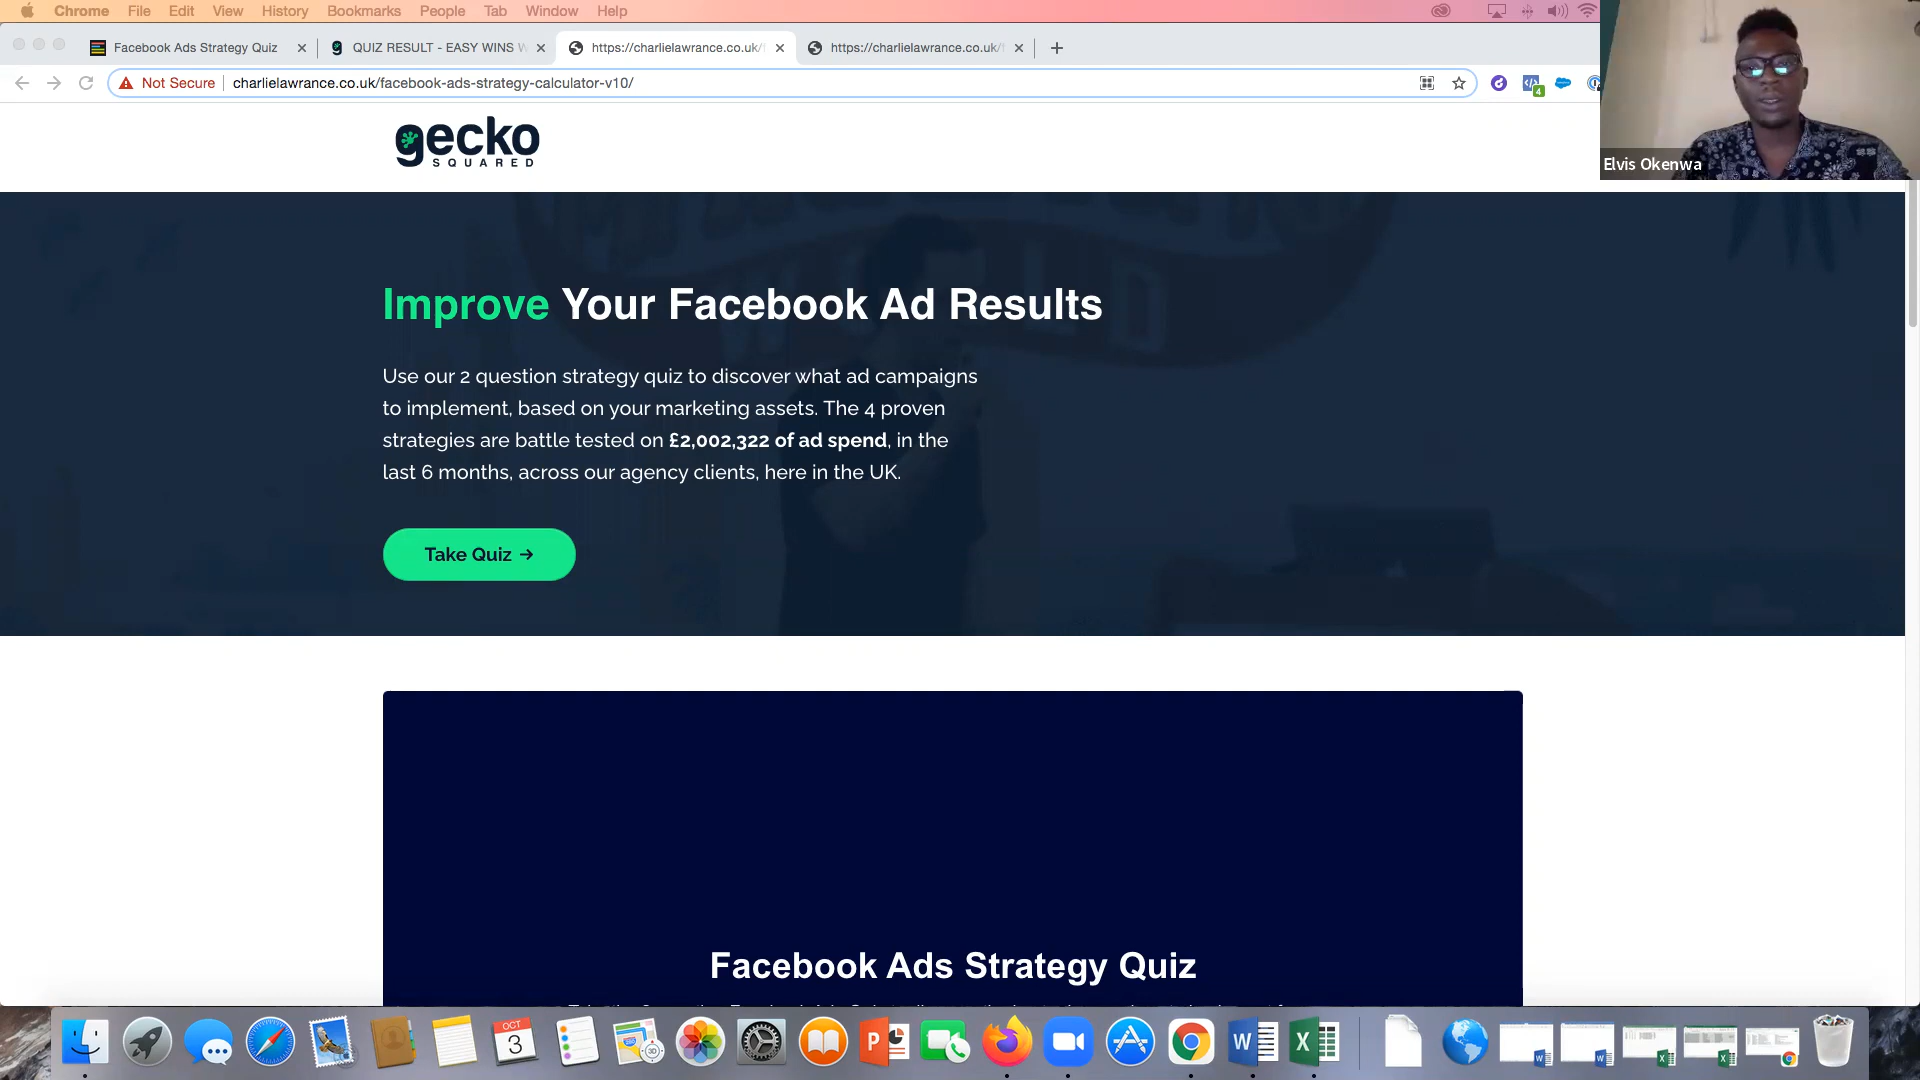 Chrome File Edit View History Bookmarks People Tab Window Help
Facebook Ads Strategy Quiz
QUIZ RESULT - EASY WINS
https://charlielawrance.co.uk/
https://charlielawrance.co.uk/
Not Secure
charlielawrance.co.uk/facebook-ads-strategy-calculator-v10/
4
Elvis Okenwa
gecko
SQUARED
Improve Your Facebook Ad Results
Use our 2 question strategy quiz to discover what ad campaigns
to implement, based on your marketing assets. The 4 proven
strategies are battle tested on £2,002,322 of ad spend, in the
last 6 months, across our agency clients, here in the UK.
Take Quiz →
Facebook Ads Strategy Quiz
OCT
3